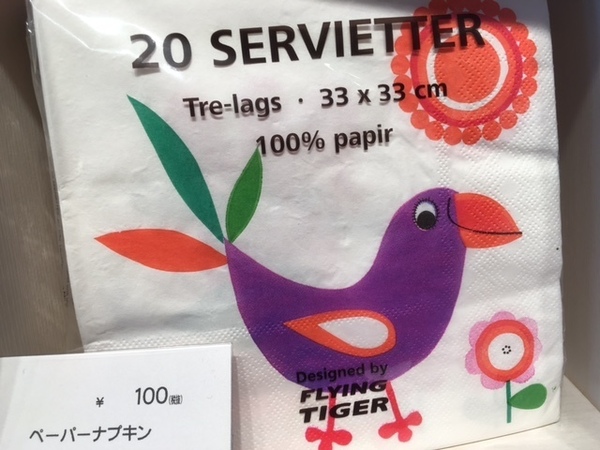 20 SERVIETTER
Tre-lags · 33 x 33 cm
100% papir
Designed by
FLYING
TIGER
¥ 100
ペーパーナプキン